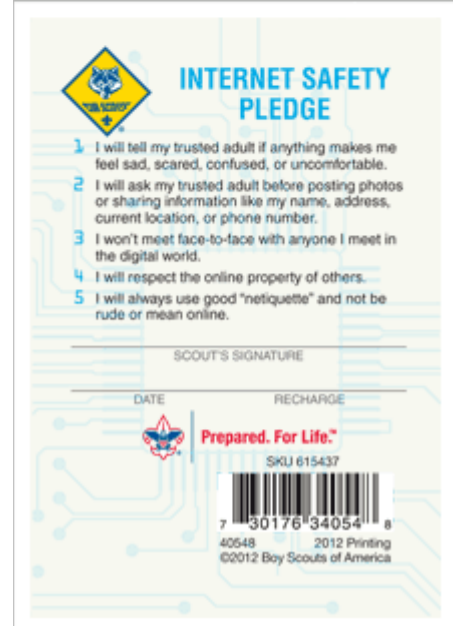 INTERNET SAFETY
PLEDGE
1 I will tell my trusted adult if anything makes me
feel sad, scared, confused, or uncomfortable.
2 I will ask my trusted adult before posting photos
or sharing information like my name, address,
current location, or phone number.
3 I won't meet face-to-face with anyone I meet in
the digital world.
4 I will respect the online property of others.
5 I will always use good “netiquette” and not be
rude or mean online.
SCOUT'S SIGNATURE
DATE RECHARGE
Prepared. For Life.™
SKU 615437
7 30176 34054 8
40548 2012 Printing
©2012 Boy Scouts of America